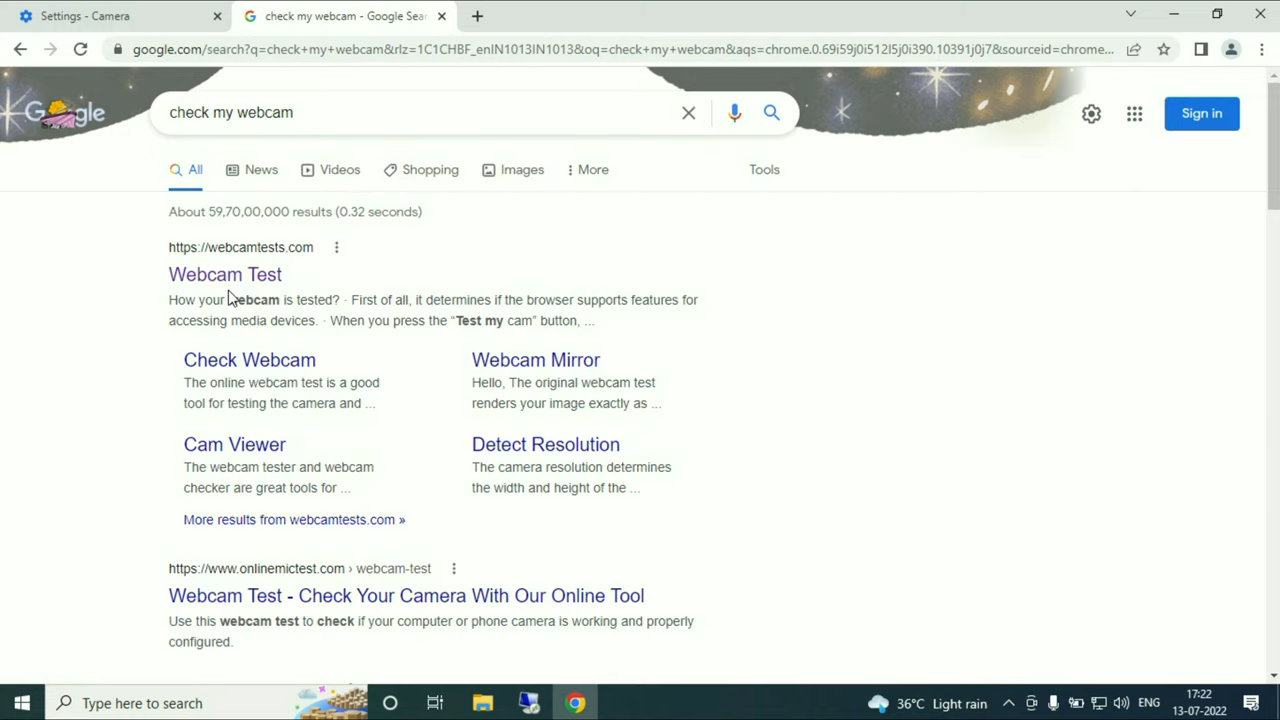 Settings - Camera
check my webcam - Google Sear
google.com/search?q=check+my+webcam&rlz=1C1CHBF_enIN1013IN1013&oq=check+my+webcam&aqs=chrome.0.69i59j0i512l5j0i390.10391j0j7&sourceid=chrome...
Google
check my webcam
Sign in
All
News
Videos
Shopping
Images
More
Tools
About 59,70,00,000 results (0.32 seconds)
https://webcamtests.com
Webcam Test
How your webcam is tested? · First of all, it determines if the browser supports features for
accessing media devices. · When you press the “Test my cam” button, ...
Check Webcam
The online webcam test is a good
tool for testing the camera and ...
Webcam Mirror
Hello, The original webcam test
renders your image exactly as ...
Cam Viewer
The webcam tester and webcam
checker are great tools for ...
Detect Resolution
The camera resolution determines
the width and height of the ...
More results from webcamtests.com »
https://www.onlinemictest.com › webcam-test
Webcam Test - Check Your Camera With Our Online Tool
Use this webcam test to check if your computer or phone camera is working and properly
configured.
Type here to search
36°C Light rain
ENG
17:22
13-07-2022